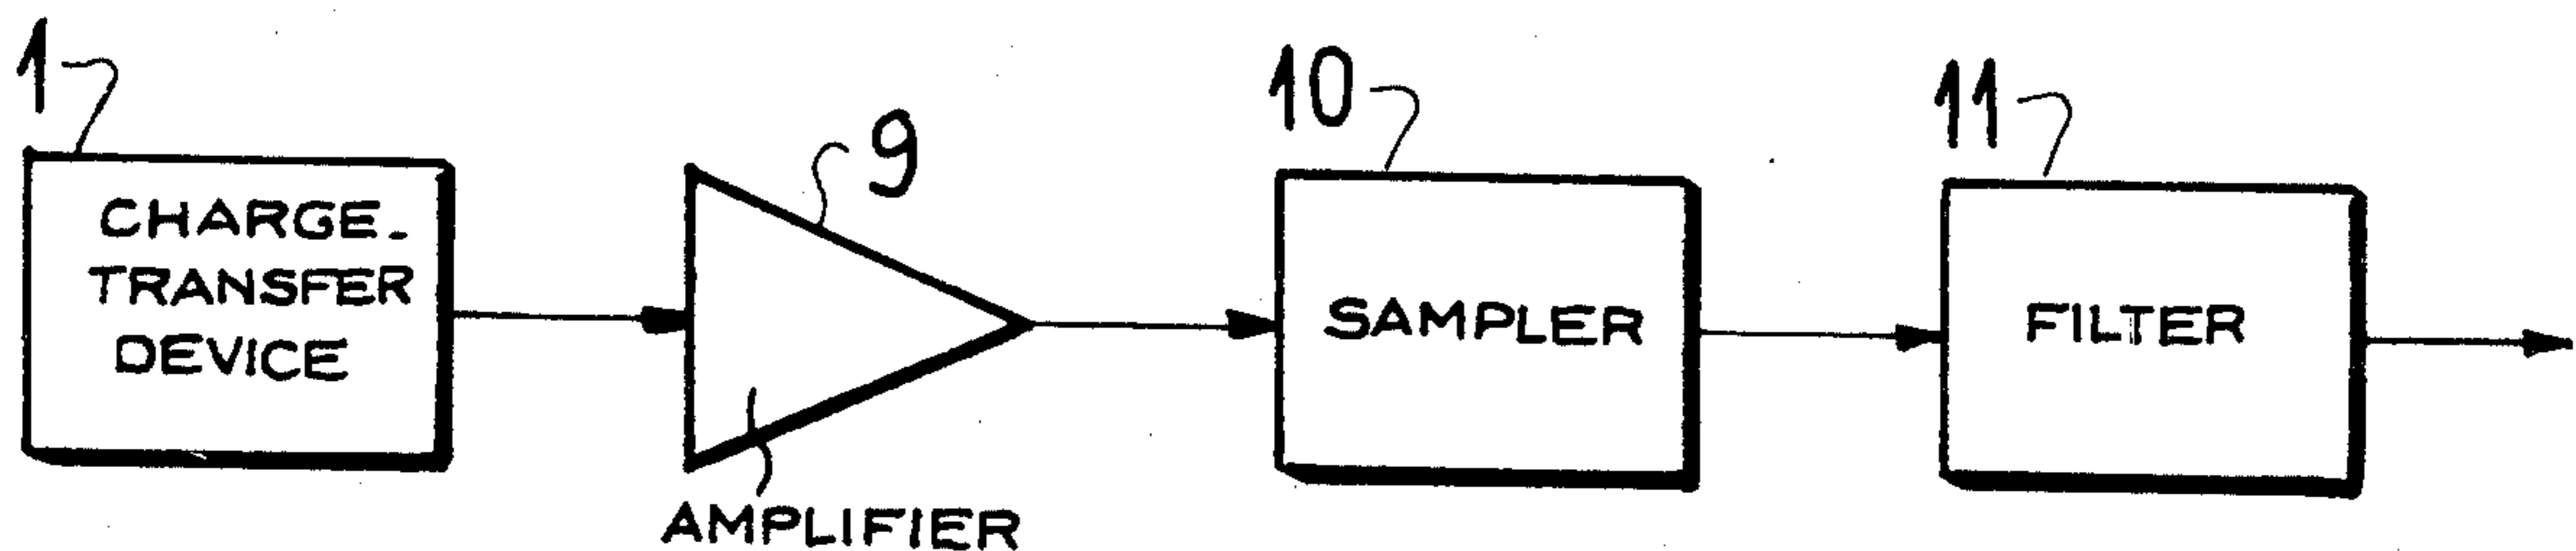 1
9
10
11
CHARGE-
TRANSFER
DEVICE
SAMPLER
FILTER
AMPLIFIER